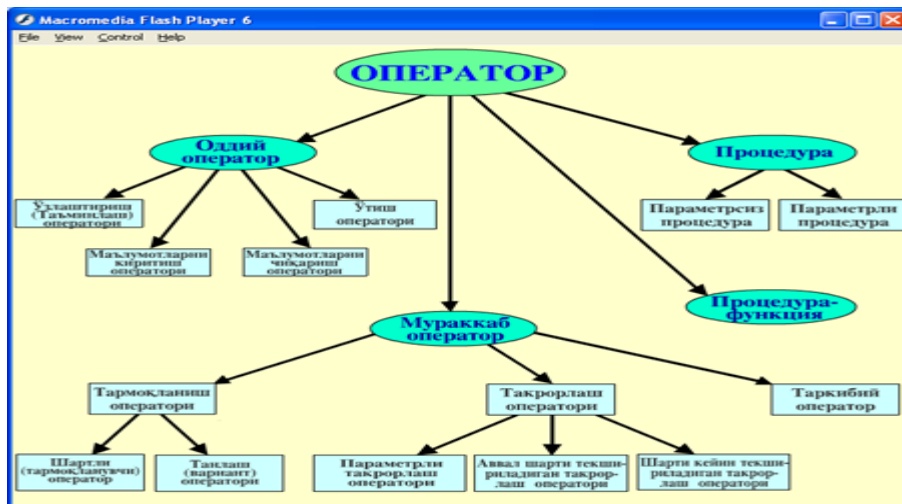 Macromedia Flash Player 6
File View Control Help
ОПЕРАТОР
Оддий
оператор
Процедура
Ўзлаштириш
(Таъминлаш)
оператори
Ўтиш
оператори
Параметрсиз
процедура
Параметрли
процедура
Маълумотларни
киритиш
оператори
Маълумотларни
чиқариш
оператори
Процедура-
функция
Мураккаб
оператор
Тармоқланиш
оператори
Такрорлаш
оператори
Таркибий
оператор
Шартли
(тармоқланувчи)
оператор
Танлаш
(вариант)
оператори
Параметрли
такрорлаш
оператори
Аввал шарти текши-
риладиган такрор-
лаш оператори
Шарти кейин текши-
риладиган такрор-
лаш оператори